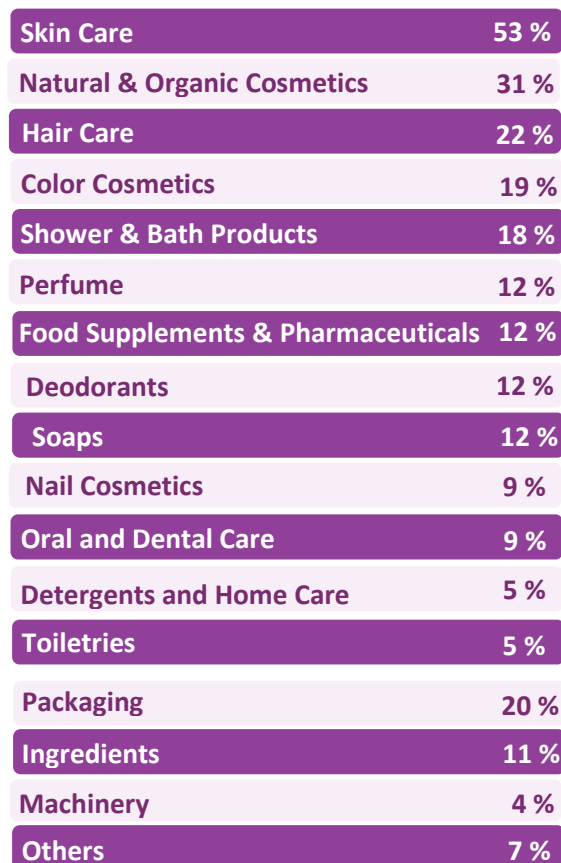 Skin Care 53 %
Natural & Organic Cosmetics 31 %
Hair Care 22 %
Color Cosmetics 19 %
Shower & Bath Products 18 %
Perfume 12 %
Food Supplements & Pharmaceuticals 12 %
Deodorants 12 %
Soaps 12 %
Nail Cosmetics 9 %
Oral and Dental Care 9 %
Detergents and Home Care 5 %
Toiletries 5 %
Packaging 20 %
Ingredients 11 %
Machinery 4 %
Others 7 %